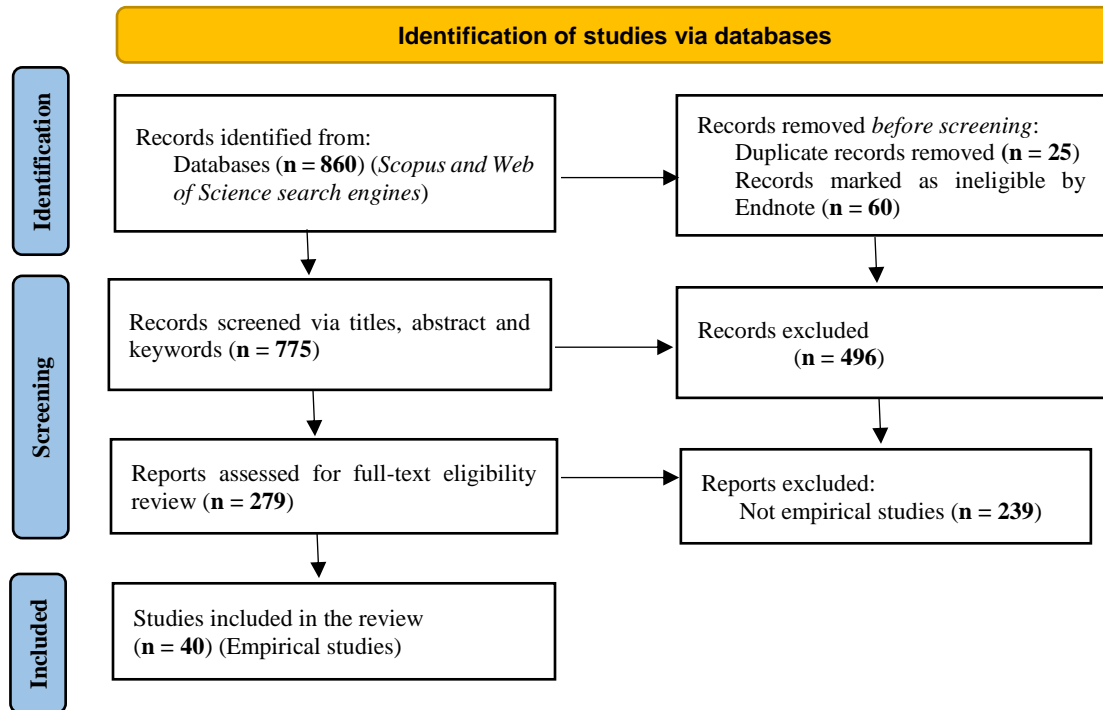 Identification of studies via databases
Identification
Records identified from:
Databases (n = 860) (Scopus and Web
of Science search engines)
Records removed before screening:
Duplicate records removed (n = 25)
Records marked as ineligible by
Endnote (n = 60)
Screening
Records screened via titles, abstract and
keywords (n = 775)
Records excluded
(n = 496)
Reports assessed for full-text eligibility
review (n = 279)
Reports excluded:
Not empirical studies (n = 239)
Included
Studies included in the review
(n = 40) (Empirical studies)